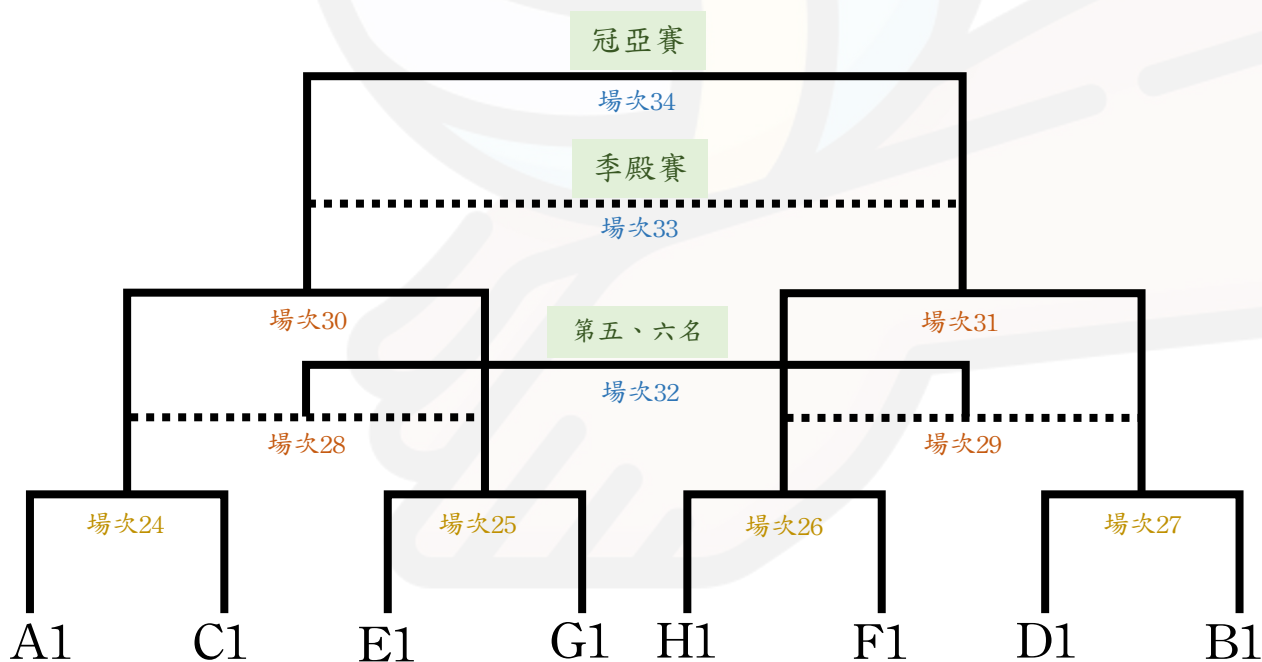 冠亞賽
場次34
季殿賽
場次33
場次30
第五、六名
場次31
場次32
場次28
場次29
場次24
場次25
場次26
場次27
A1
C1
E1
G1
H1
F1
D1
B1